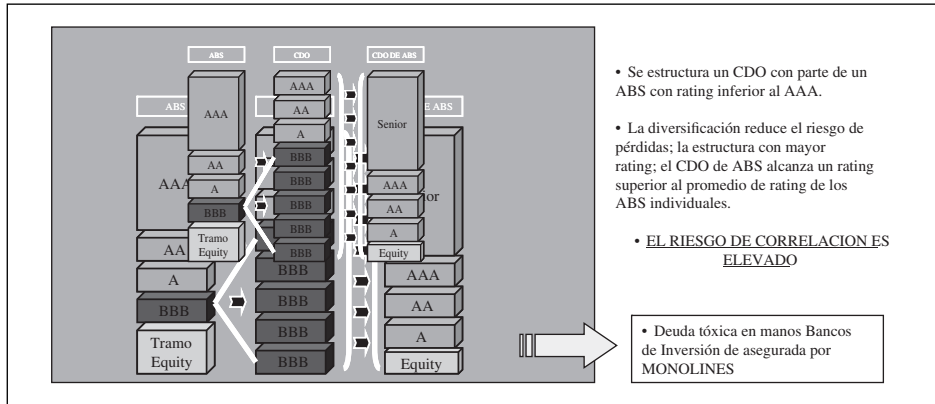 ABS
CDO
CDO DE ABS
AAA
AA
A
BBB
Tramo
Equity
AAA
AA
A
BBB
BBB
BBB
BBB
BBB
Senior
AAA
AA
A
Equity
ABS
E ABS
AAA
AA
A
BBB
Tramo
Equity
BBB
BBB
BBB
BBB
ior
AAA
AA
A
Equity
• Se estructura un CDO con parte de un
ABS con rating inferior al AAA.
• La diversificación reduce el riesgo de
pérdidas; la estructura con mayor
rating; el CDO de ABS alcanza un rating
superior al promedio de rating de los
ABS individuales.
• EL RIESGO DE CORRELACION ES
ELEVADO
• Deuda tóxica en manos Bancos
de Inversión de asegurada por
MONOLINES